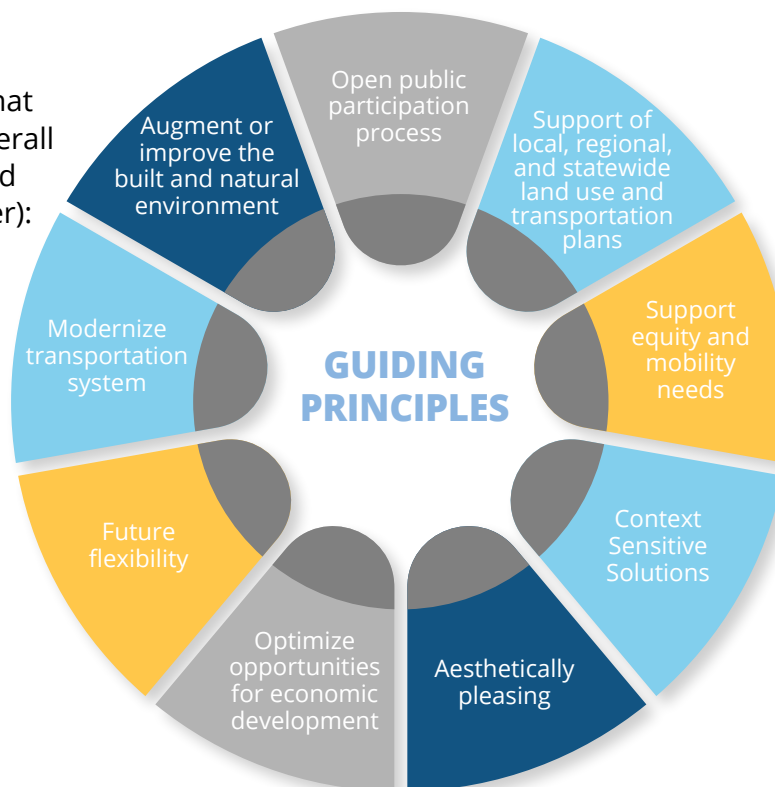 Open public
participation
process
Support of
local, regional,
and statewide
land use and
transportation
plans
Support
equity and
mobility
needs
Context
Sensitive
Solutions
Aesthetically
pleasing
Optimize
opportunities
for economic
development
Future
flexibility
Modernize
transportation
system
Augment or
improve the
built and natural
environment
GUIDING
PRINCIPLES